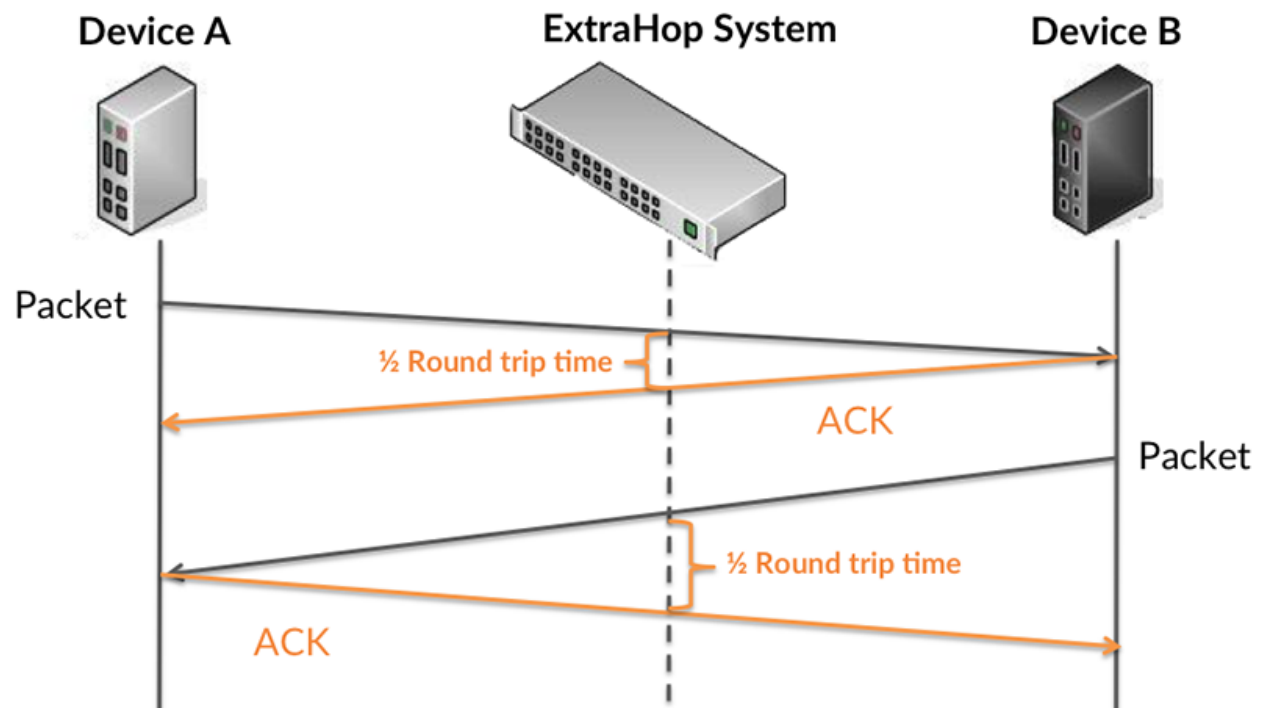 Device A
ExtraHop System
Device B
Packet
½ Round trip time
ACK
Packet
½ Round trip time
ACK